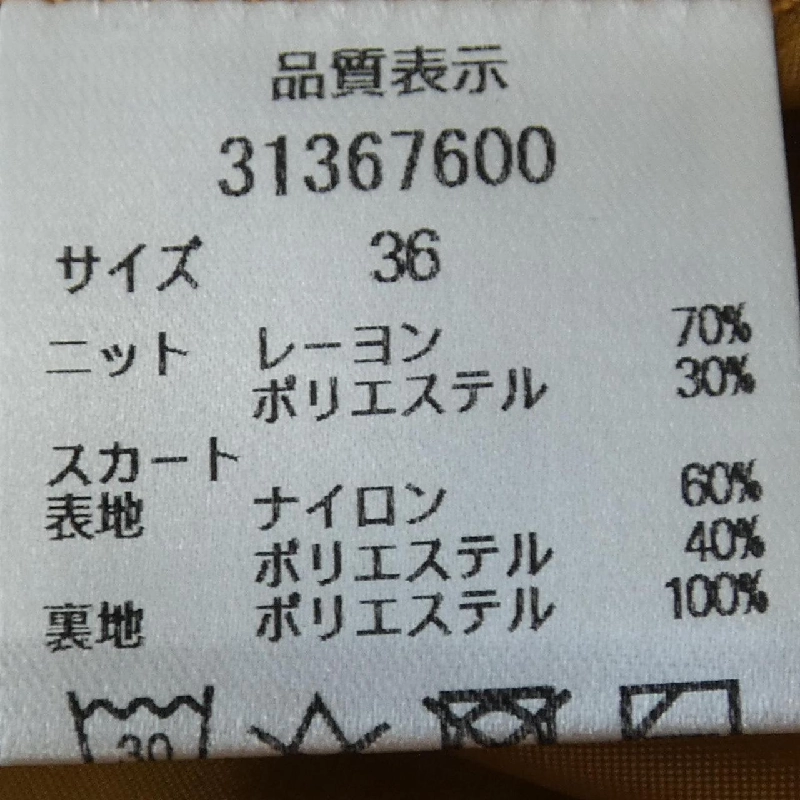 品質表示
31367600
サイズ 36
ニット レーヨン 70%
ポリエステル 30%
スカート
表地 ナイロン 60%
ポリエステル 40%
裏地 ポリエステル 100%
30